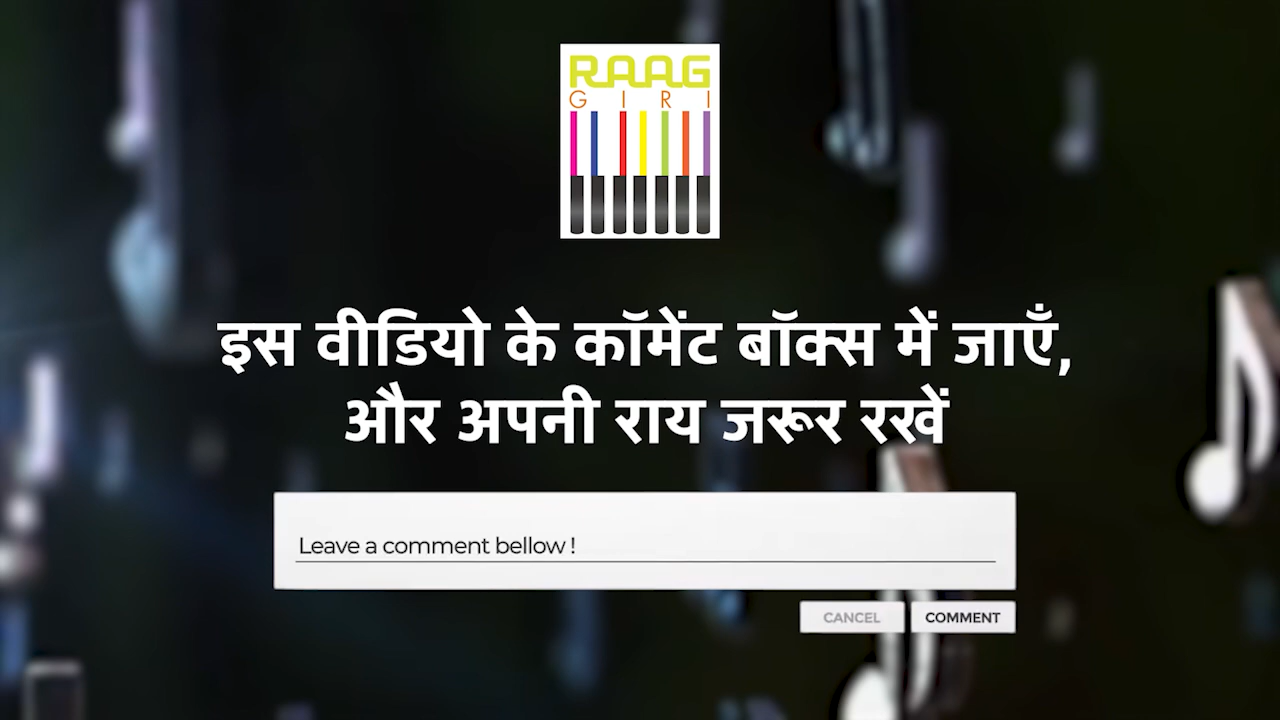 RAAG
GIRI
इस वीडियो के कॉमेंट बॉक्स में जाएँ,
और अपनी राय जरूर रखें
Leave a comment bellow !
CANCEL COMMENT